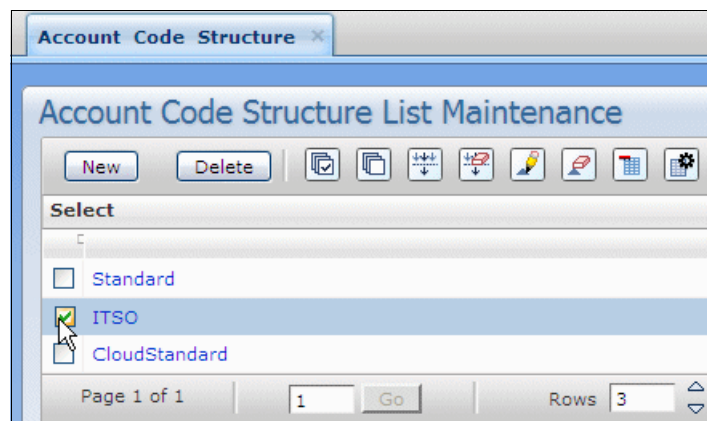 Account Code Structure
Account Code Structure List Maintenance
New Delete
Select
Standard
ITSO
CloudStandard
Page 1 of 1 1 Go Rows 3